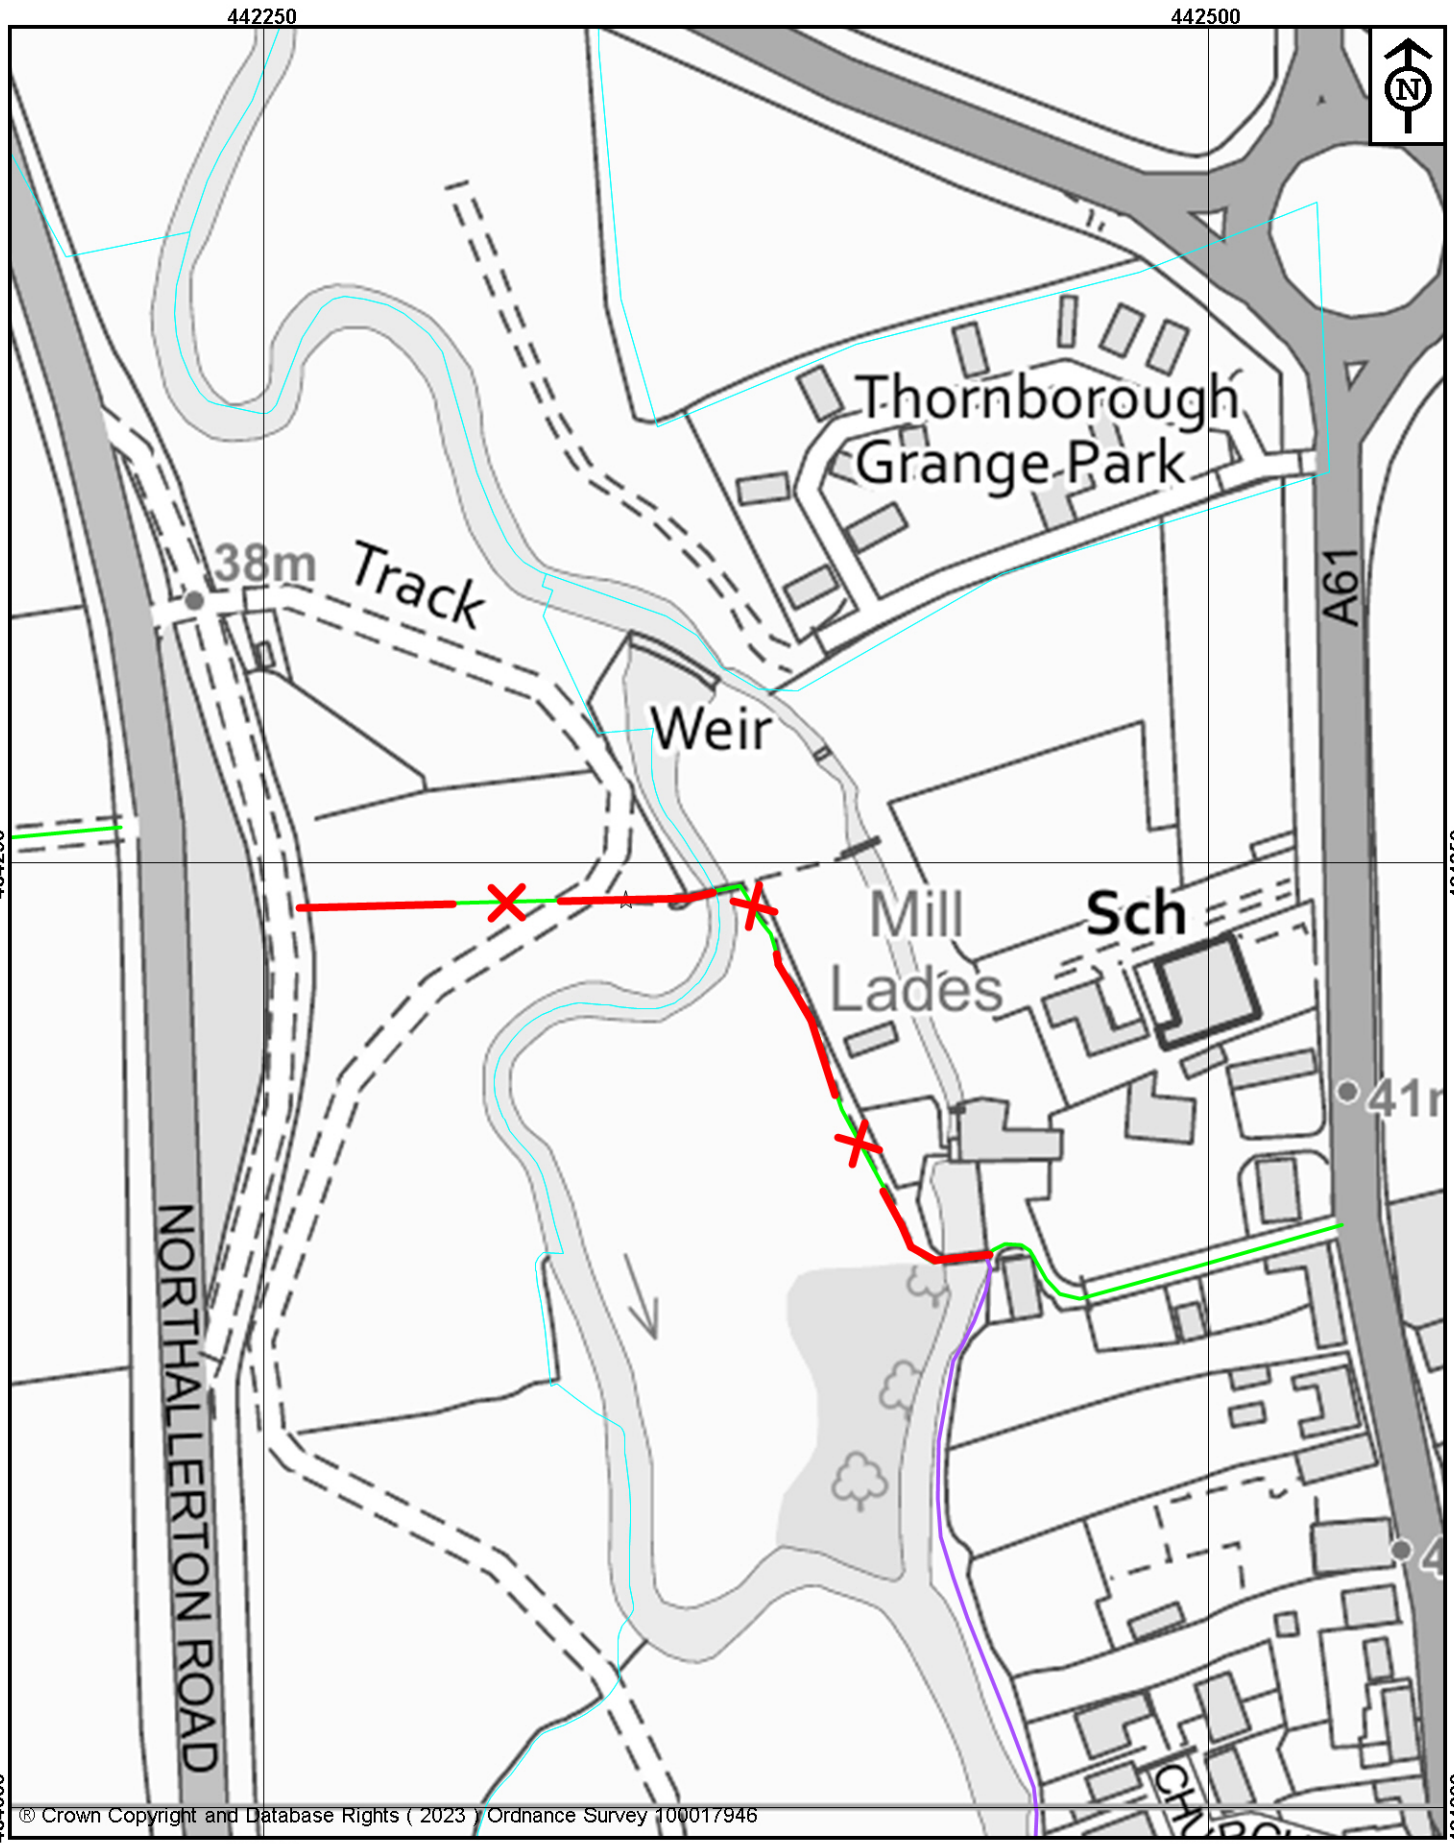 442250
442500
N
Thornborough
Grange Park
38m
Track
A61
Weir
Mill
Lades
Sch
NORTHALLERTON ROAD
® Crown Copyright and Database Rights ( 2023 ) Ordnance Survey 100017946